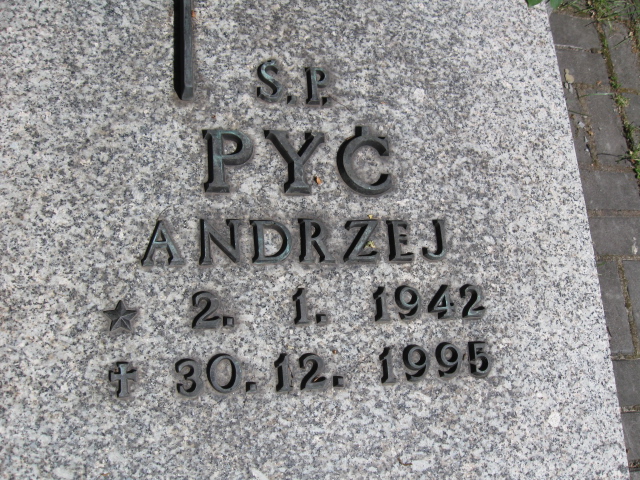 Ś.P.
PYĆ
ANDRZEJ
★ 2. 1. 1942
✝ 30.12. 1995